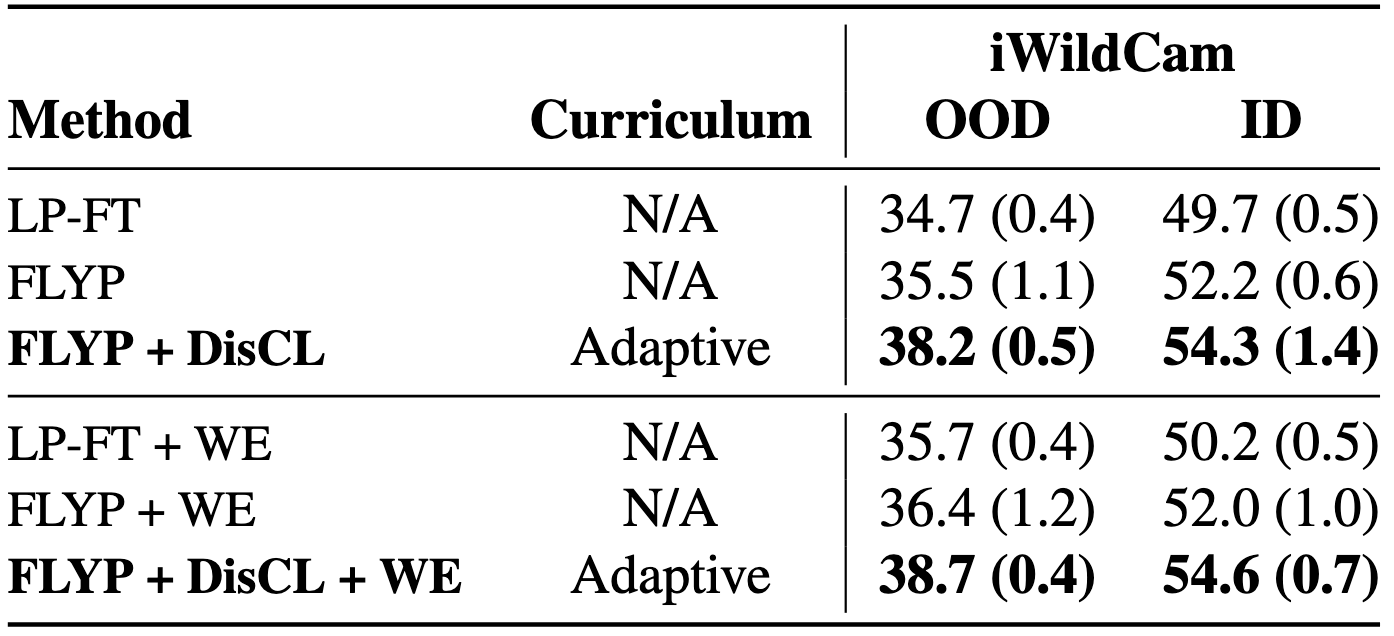 iWildCam
Method Curriculum OOD ID
LP-FT N/A 34.7 (0.4) 49.7 (0.5)
FLYP N/A 35.5 (1.1) 52.2 (0.6)
FLYP + DisCL Adaptive 38.2 (0.5) 54.3 (1.4)
LP-FT + WE N/A 35.7 (0.4) 50.2 (0.5)
FLYP + WE N/A 36.4 (1.2) 52.0 (1.0)
FLYP + DisCL + WE Adaptive 38.7 (0.4) 54.6 (0.7)